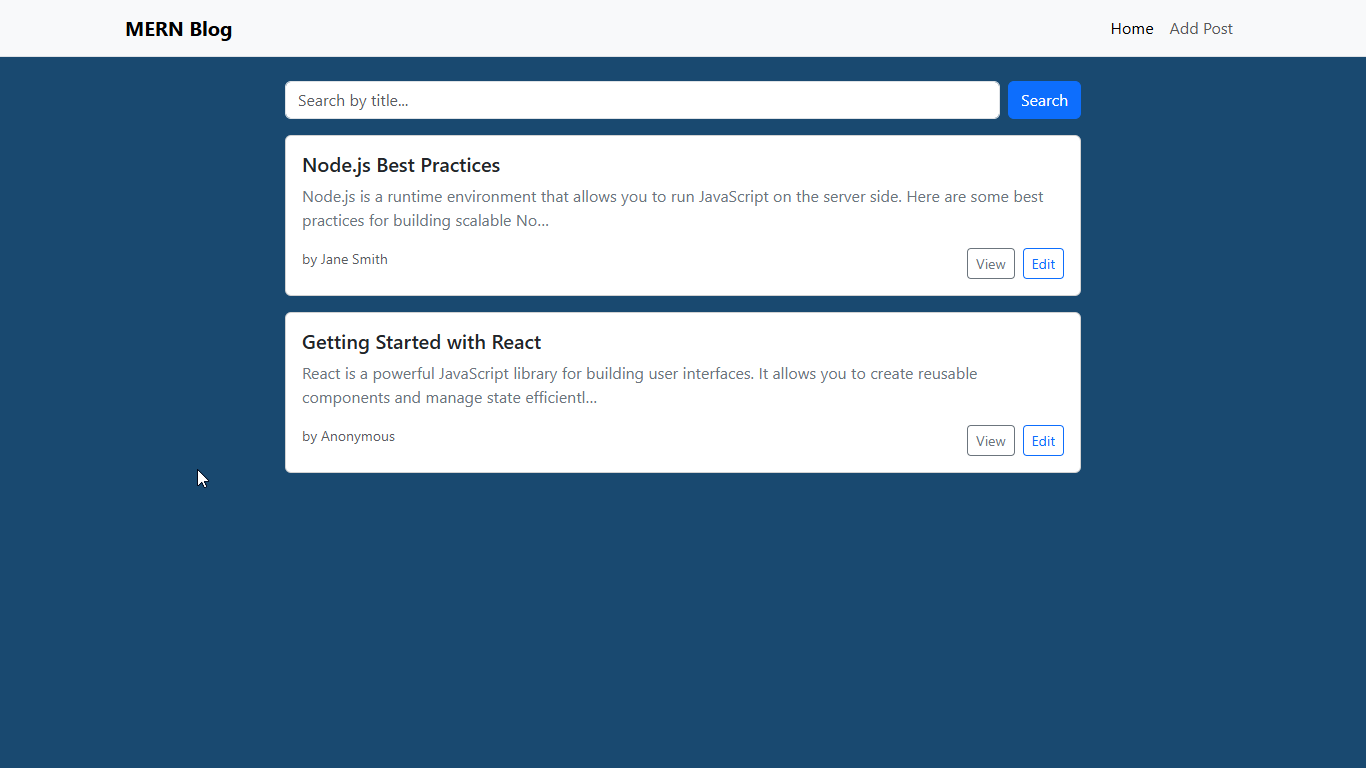 MERN Blog
Home Add Post
Search by title...
Search
Node.js Best Practices
Node.js is a runtime environment that allows you to run JavaScript on the server side. Here are some best
practices for building scalable No...
by Jane Smith
View Edit
Getting Started with React
React is a powerful JavaScript library for building user interfaces. It allows you to create reusable
components and manage state efficientl...
by Anonymous
View Edit